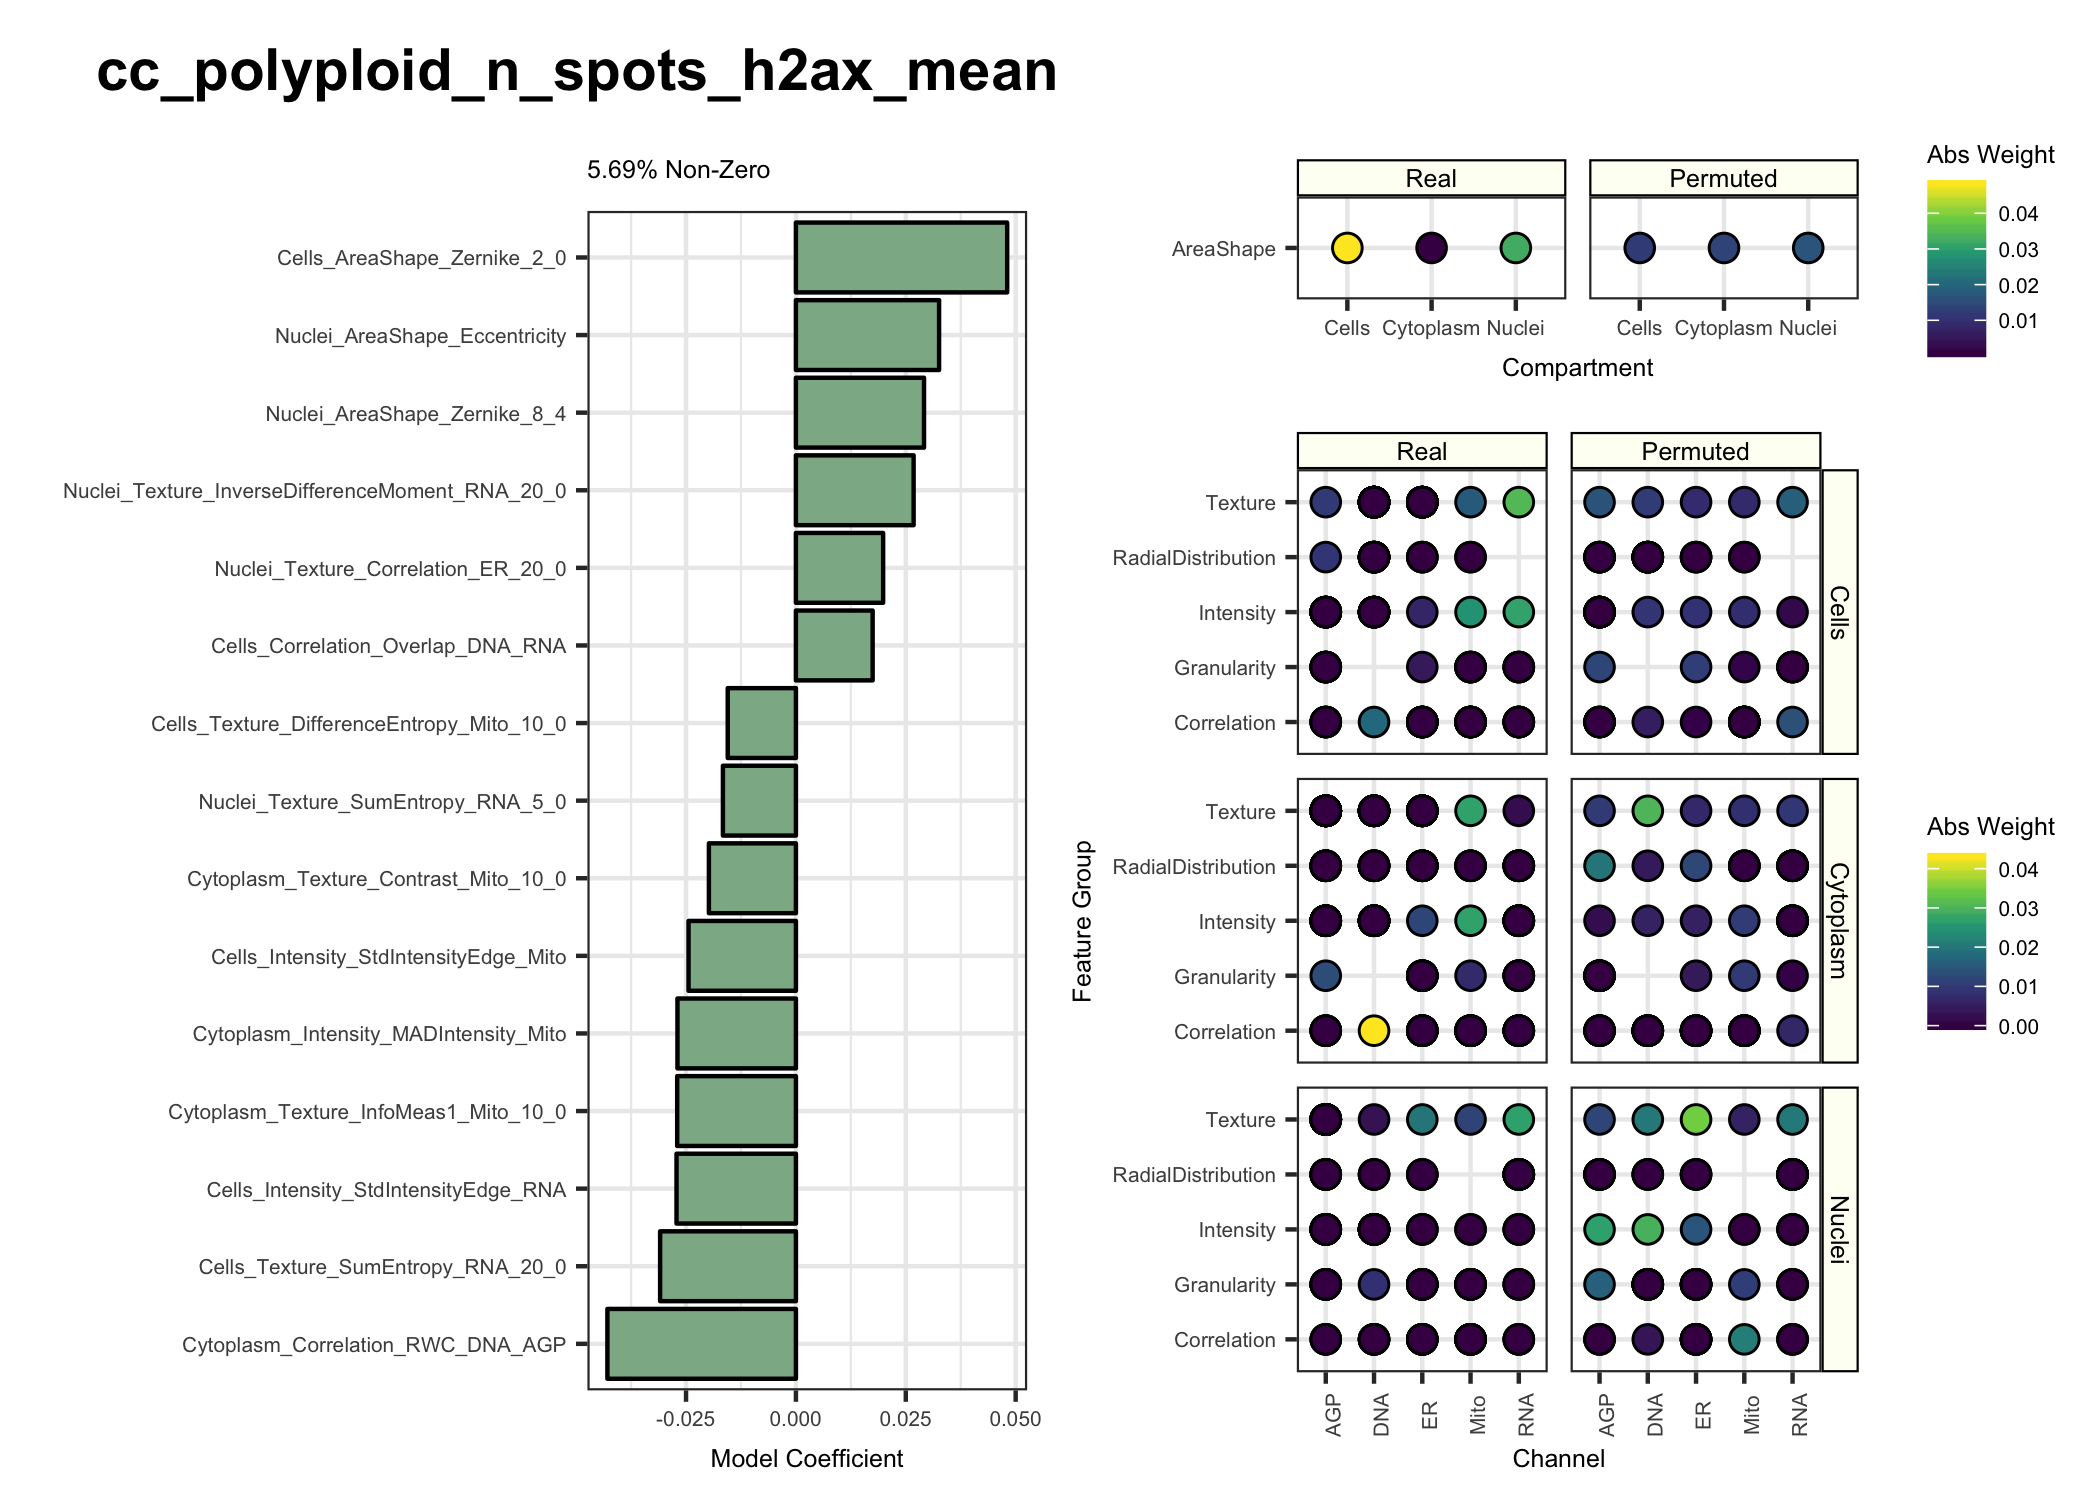 cc_polyploid_n_spots_h2ax_mean
5.69% Non-Zero
Cells_AreaShape_Zernike_2_0
Nuclei_AreaShape_Eccentricity
Nuclei_AreaShape_Zernike_8_4
Nuclei_Texture_InverseDifferenceMoment_RNA_20_0
Nuclei_Texture_Correlation_ER_20_0
Cells_Correlation_Overlap_DNA_RNA
Cells_Texture_DifferenceEntropy_Mito_10_0
Nuclei_Texture_SumEntropy_RNA_5_0
Cytoplasm_Texture_Contrast_Mito_10_0
Cells_Intensity_StdIntensityEdge_Mito
Cytoplasm_Intensity_MADIntensity_Mito
Cytoplasm_Texture_InfoMeas1_Mito_10_0
Cells_Intensity_StdIntensityEdge_RNA
Cells_Texture_SumEntropy_RNA_20_0
Cytoplasm_Correlation_RWC_DNA_AGP
-0.025 0.000 0.025 0.050
Model Coefficient
Real Permuted
AreaShape
Cells Cytoplasm Nuclei Cells Cytoplasm Nuclei
Compartment
Abs Weight
0.04
0.03
0.02
0.01
Feature Group
Real Permuted
Texture
RadialDistribution
Intensity
Granularity
Correlation
Cells
Texture
RadialDistribution
Intensity
Granularity
Correlation
Cytoplasm
Texture
RadialDistribution
Intensity
Granularity
Correlation
Nuclei
AGP DNA ER Mito RNA AGP DNA ER Mito RNA
Channel
Abs Weight
0.04
0.03
0.02
0.01
0.00